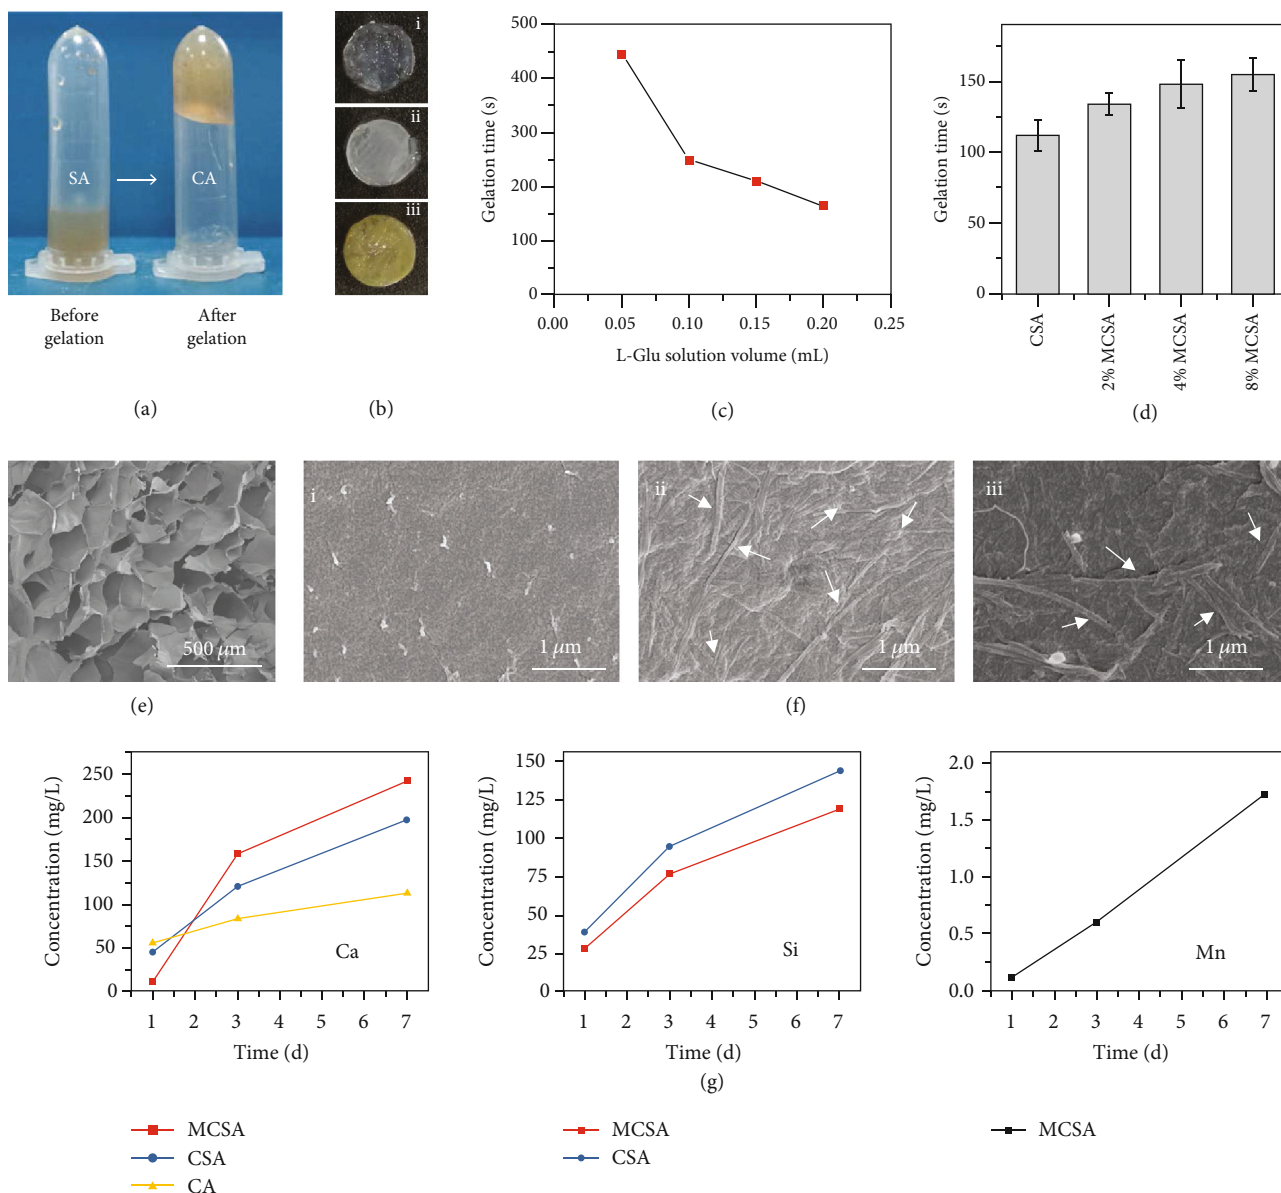 SA
CA
Before
gelation
After
gelation
(a)
i
ii
iii
(b)
500
450
400
350
300
250
200
150
100
50
0
Gelation time (s)
0.00 0.05 0.10 0.15 0.20 0.25
L-Glu solution volume (mL)
(c)
Gelation time (s)
150
100
50
0
CSA
2% MCSA
4% MCSA
8% MCSA
(d)
500 μm
(e)
i
1 μm
ii
1 μm
iii
1 μm
(f)
Concentration (mg/L)
250
200
150
100
50
0
Ca
1 2 3 4 5 6 7
Time (d)
Concentration (mg/L)
150
125
100
75
50
25
0
Si
1 2 3 4 5 6 7
Time (d)
Concentration (mg/L)
2.0
1.5
1.0
0.5
0.0
Mn
1 2 3 4 5 6 7
Time (d)
(g)
MCSA
CSA
CA
MCSA
CSA
MCSA